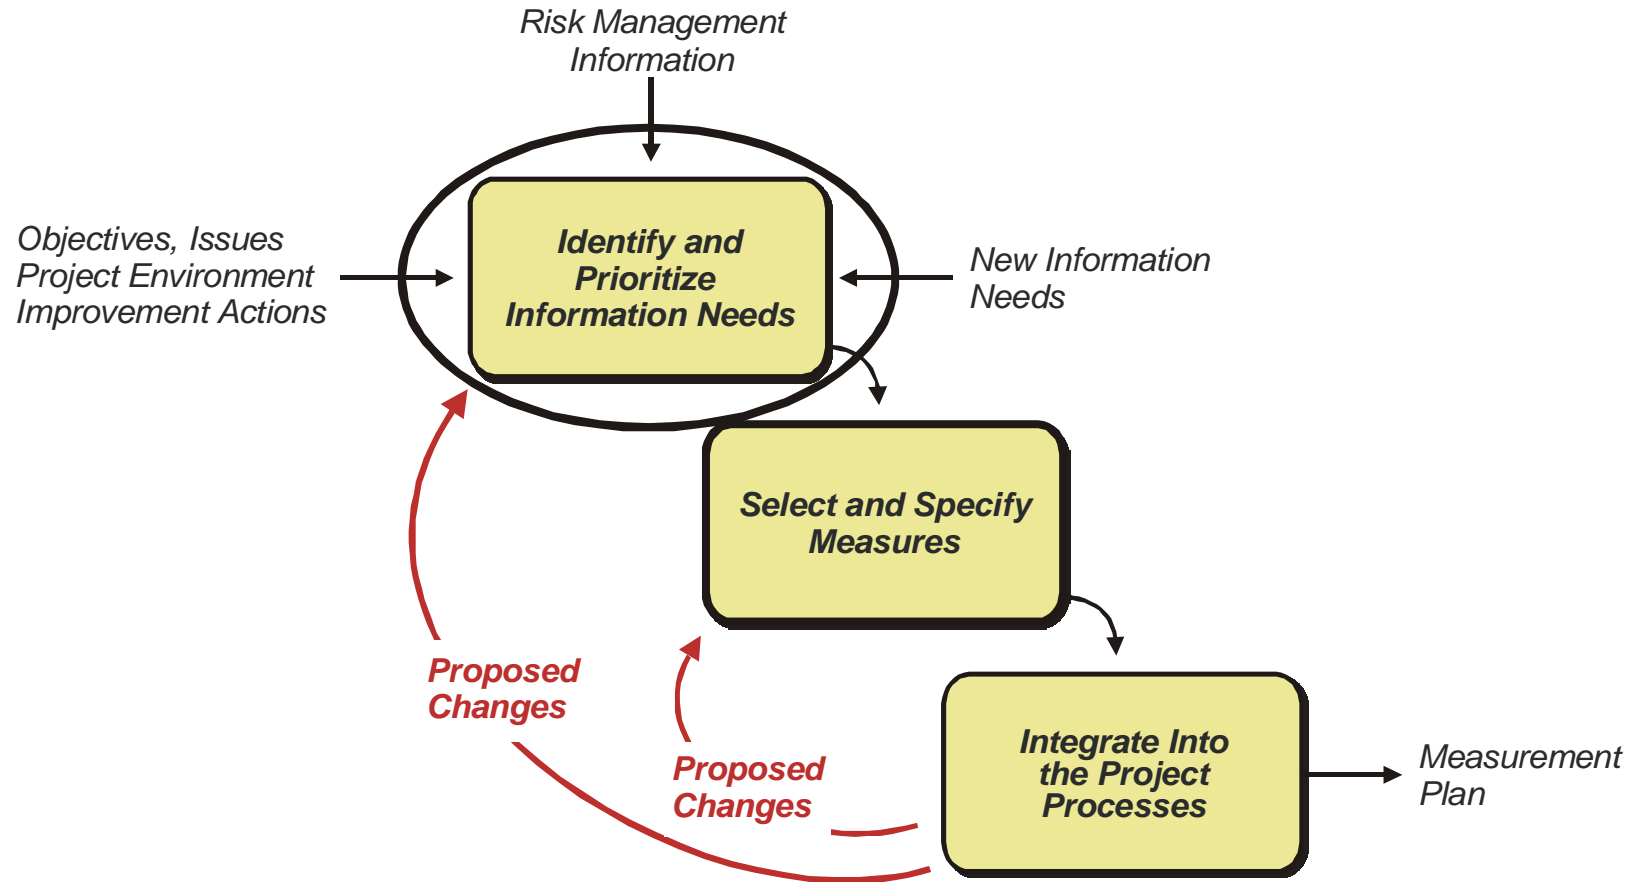 Risk Management
Information
Objectives, Issues
Project Environment
Improvement Actions
Identify and
Prioritize
Information Needs
New Information
Needs
Select and Specify
Measures
Proposed
Changes
Proposed
Changes
Integrate Into
the Project
Processes
Measurement
Plan